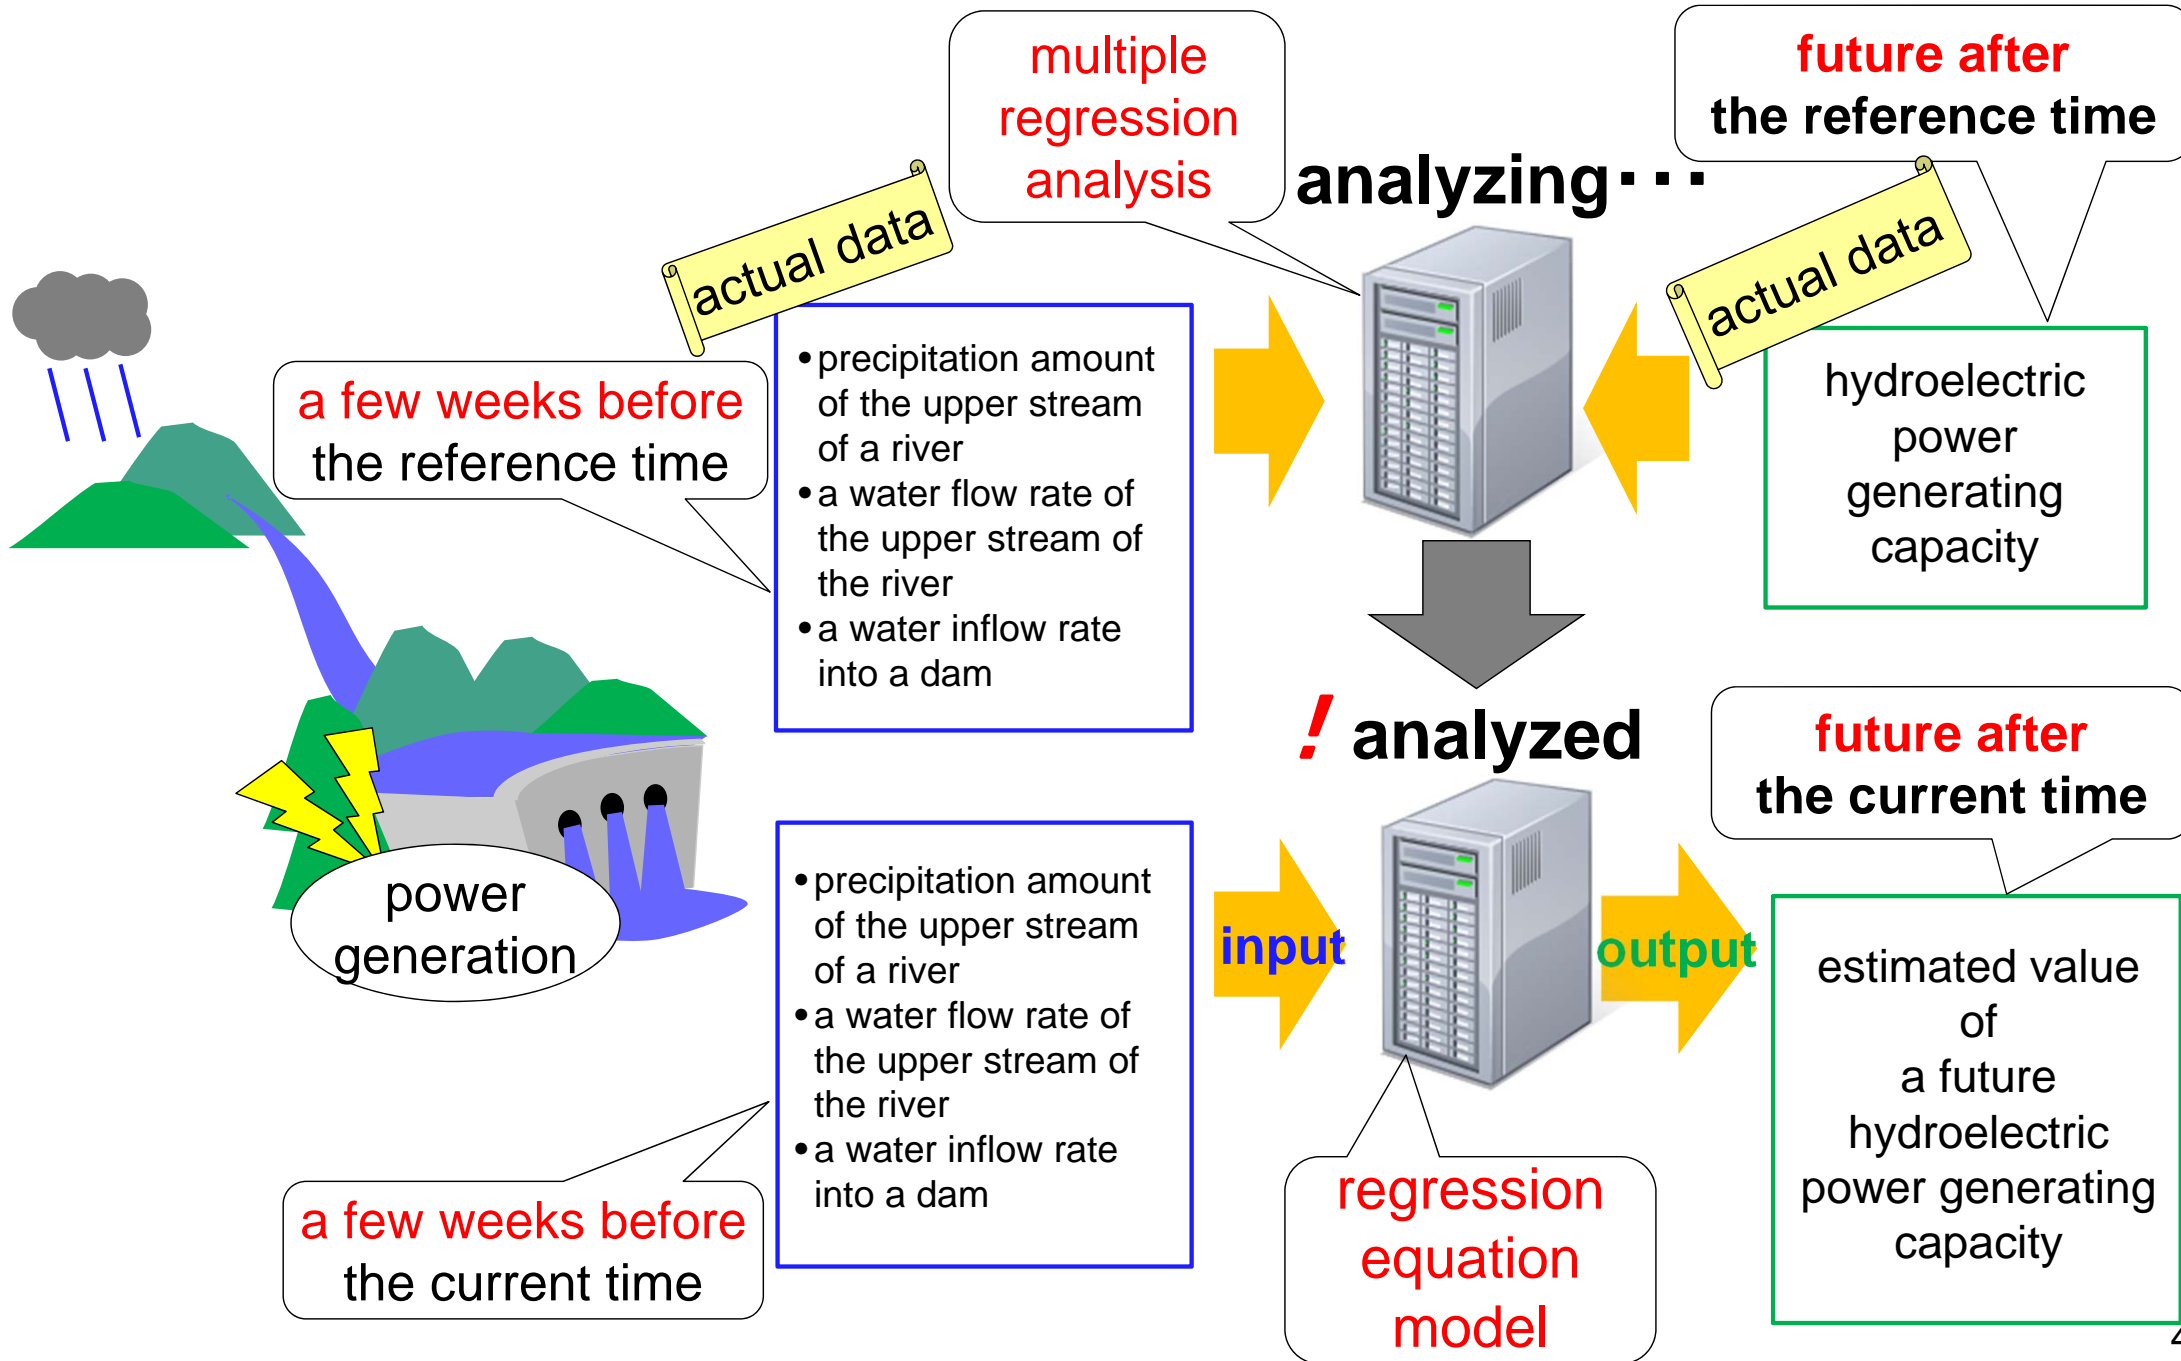 multiple
regression
analysis
analyzing･･･
future after
the reference time
actual data
actual data
a few weeks before
the reference time
•precipitation amount
of the upper stream
of a river
•a water flow rate of
the upper stream of
the river
•a water inflow rate
into a dam
hydroelectric
power
generating
capacity
! analyzed
future after
the current time
power
generation
•precipitation amount
of the upper stream
of a river
•a water flow rate of
the upper stream of
the river
•a water inflow rate
into a dam
input
output
estimated value
of
a future
hydroelectric
power generating
capacity
a few weeks before
the current time
regression
equation
model
4